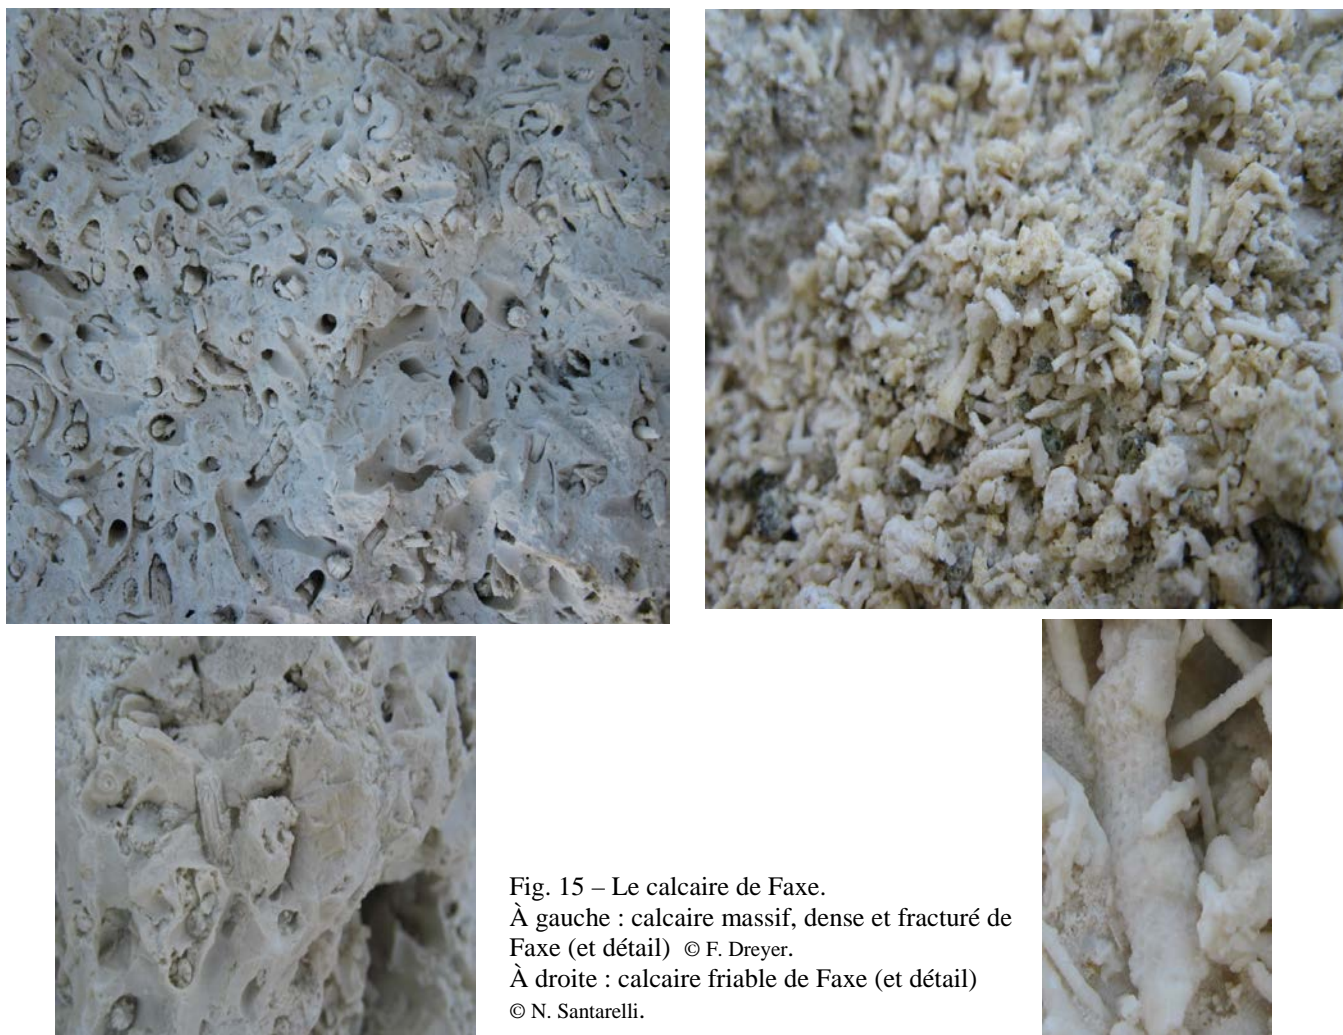 Fig. 15 – Le calcaire de Faxe.
À gauche : calcaire massif, dense et fracturé de
Faxe (et détail) © F. Dreyer.
À droite : calcaire friable de Faxe (et détail)
© N. Santarelli.